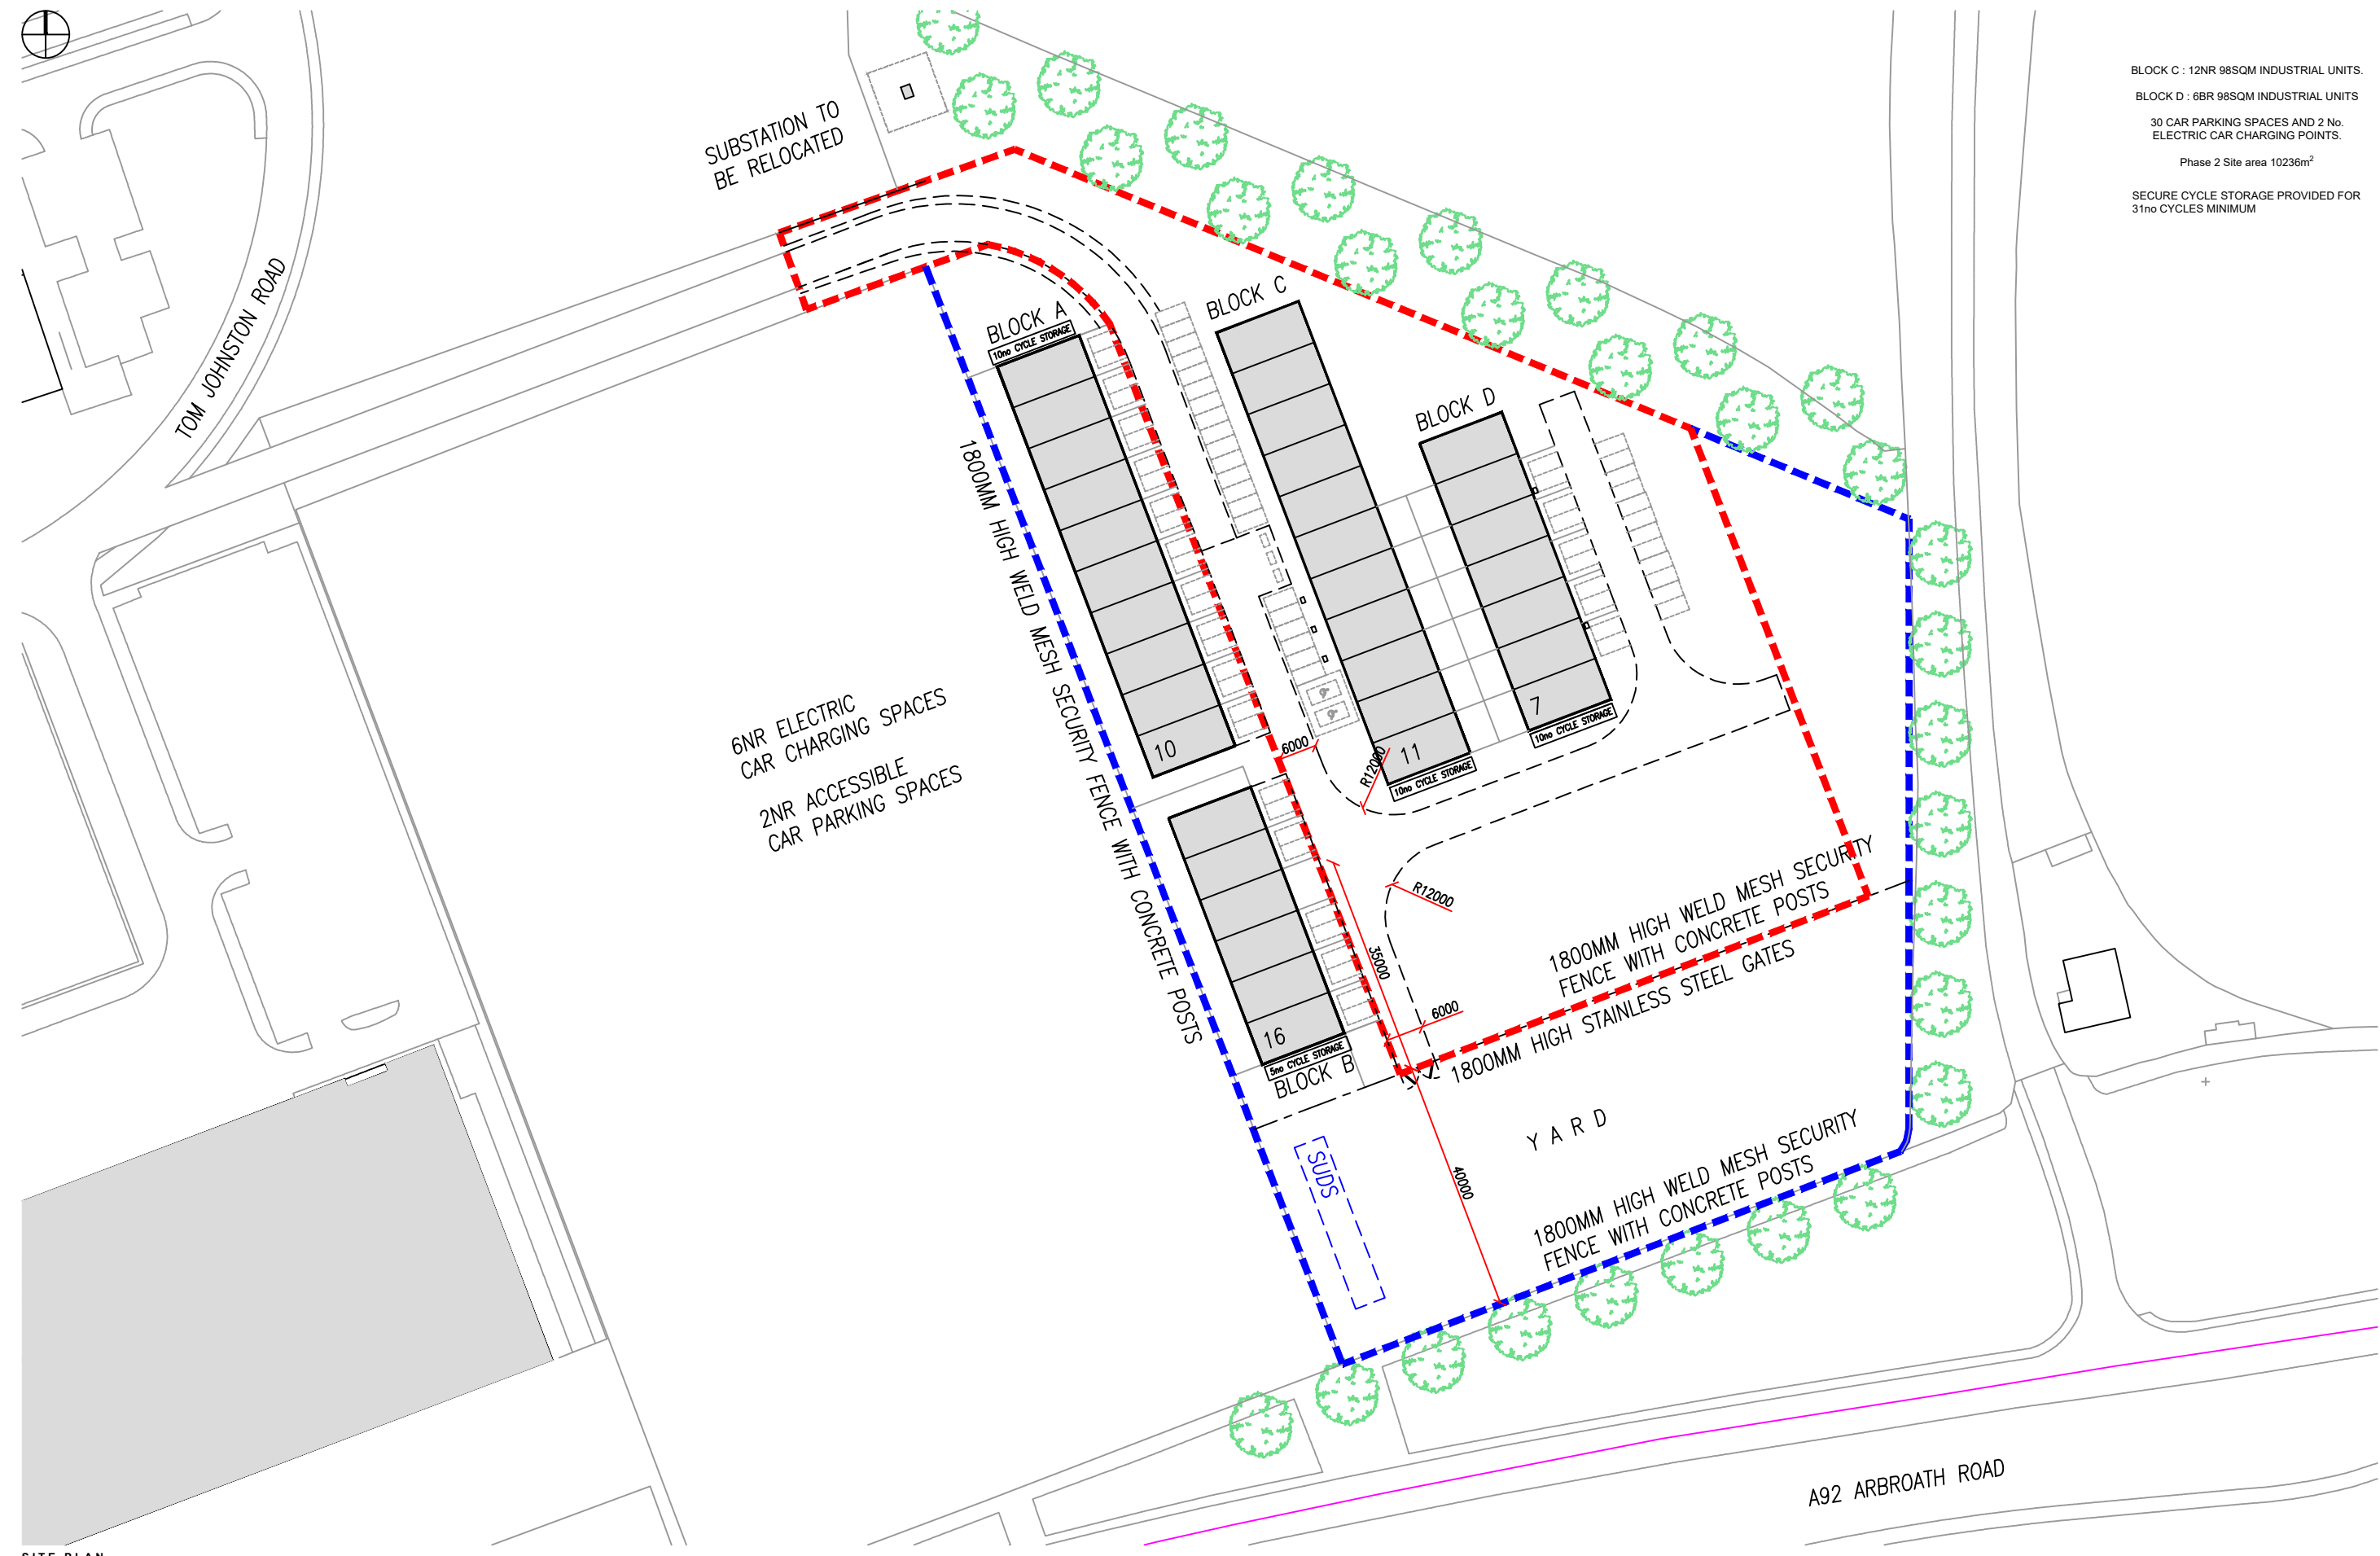 BLOCK C : 12NR 98SQM INDUSTRIAL UNITS.
BLOCK D : 6BR 98SQM INDUSTRIAL UNITS
30 CAR PARKING SPACES AND 2 No.
ELECTRIC CAR CHARGING POINTS.
Phase 2 Site area 10236m²
SECURE CYCLE STORAGE PROVIDED FOR
31no CYCLES MINIMUM
SUBSTATION TO
BE RELOCATED
TOM JOHNSTON ROAD
BLOCK A
10no CYCLE STORAGE
BLOCK C
BLOCK D
1800MM HIGH WELD MESH SECURITY FENCE WITH CONCRETE POSTS
6NR ELECTRIC
CAR CHARGING SPACES
2NR ACCESSIBLE
CAR PARKING SPACES
10
11
7
10no CYCLE STORAGE
10no CYCLE STORAGE
6000
R12000
R12000
35000
6000
16
5no CYCLE STORAGE
BLOCK B
1800MM HIGH WELD MESH SECURITY
FENCE WITH CONCRETE POSTS
1800MM HIGH STAINLESS STEEL GATES
YARD
40000
SUDS
1800MM HIGH WELD MESH SECURITY
FENCE WITH CONCRETE POSTS
A92 ARBROATH ROAD
SITE PLAN